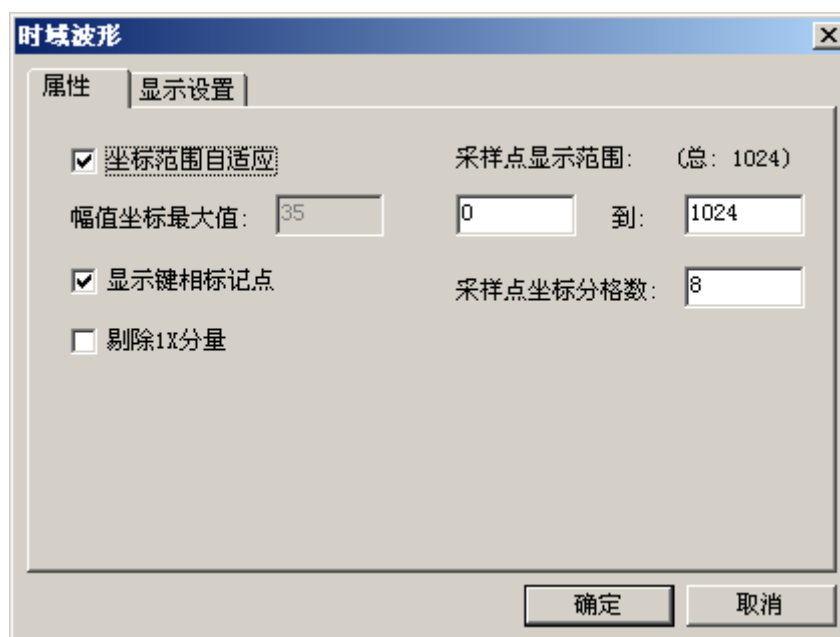 时域波形
属性 显示设置
坐标范围自适应 采样点显示范围: (总: 1024)
幅值坐标最大值: 35 0 到: 1024
显示键相标记点 采样点坐标分格数: 8
剔除1X分量
确定 取消